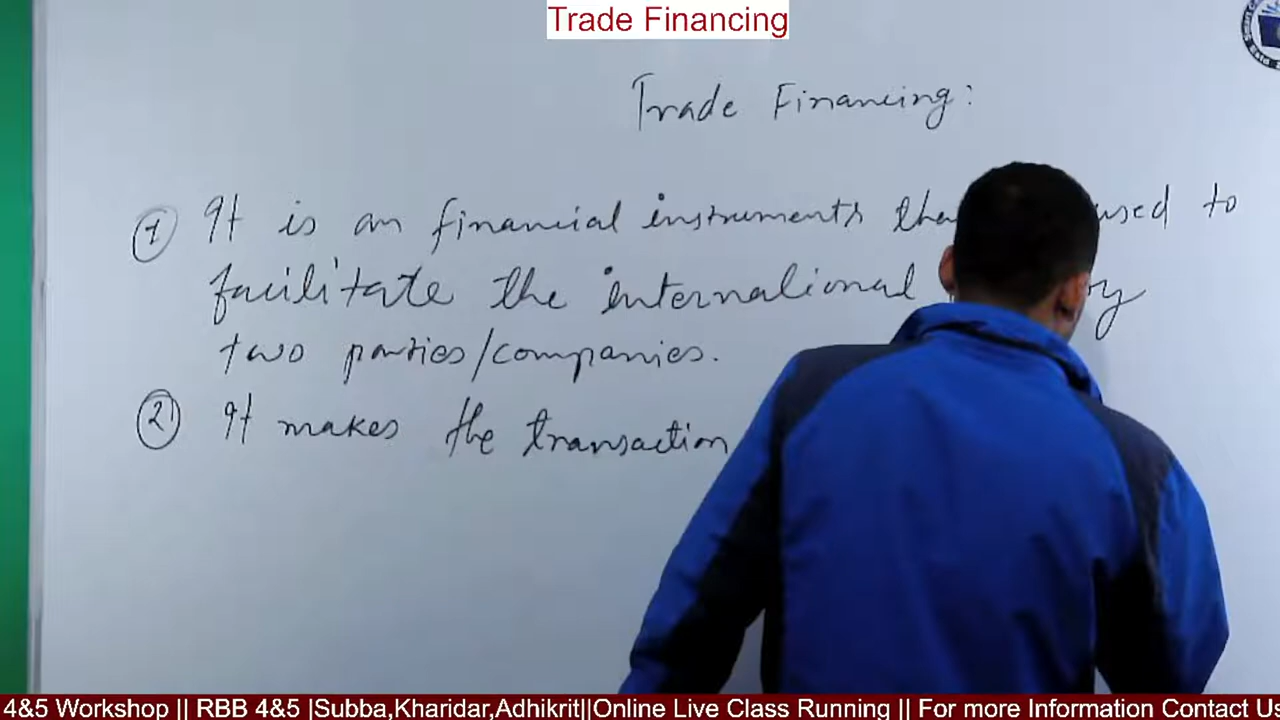 Trade Financing
Trade Financing:
1 It is an financial instruments used to
facilitate the international
two parties/companies.
2 It makes the transaction
4&5 Workshop || RBB 4&5 |Subba,Kharidar,Adhikrit||Online Live Class Running || For more Information Contact Us